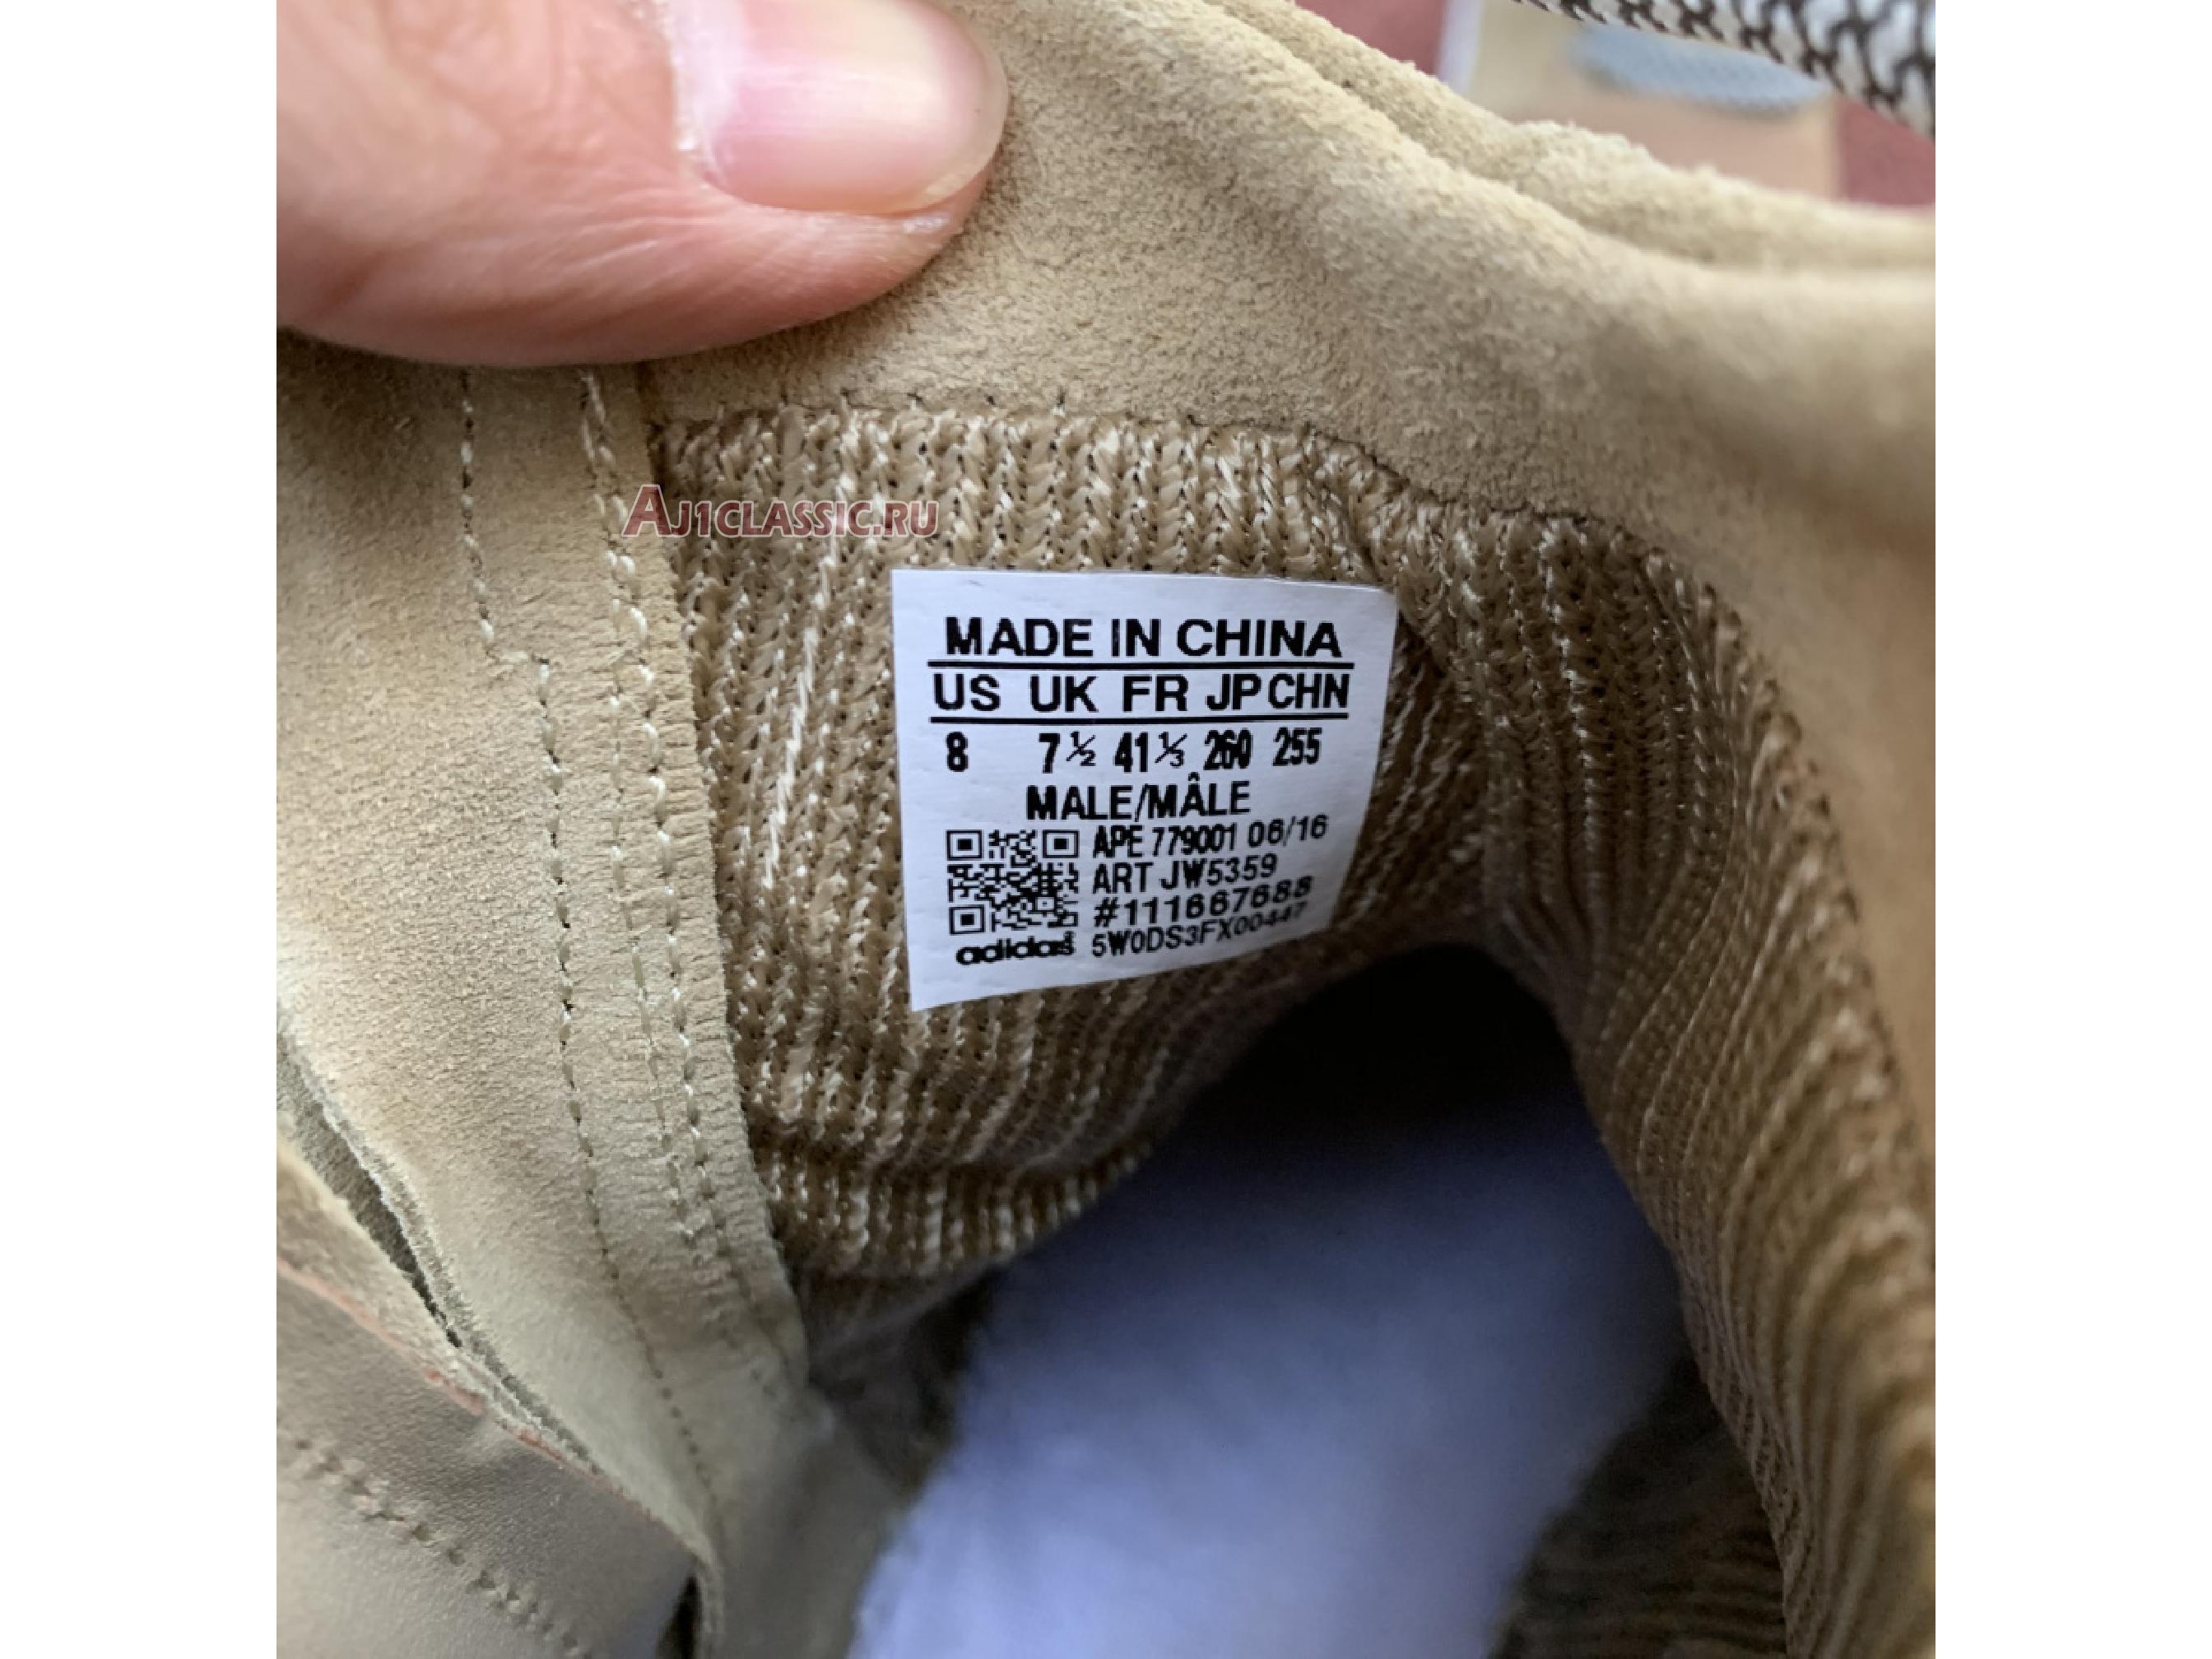 AJ1CLASSIC.RU
MADE IN CHINA
US UK FR JP CHN
8 7½ 41⅓ 260 255
MALE/MÂLE
APE 779001 06/16
ART JW5359
#111667688
adidas 5W0DS3FX00447